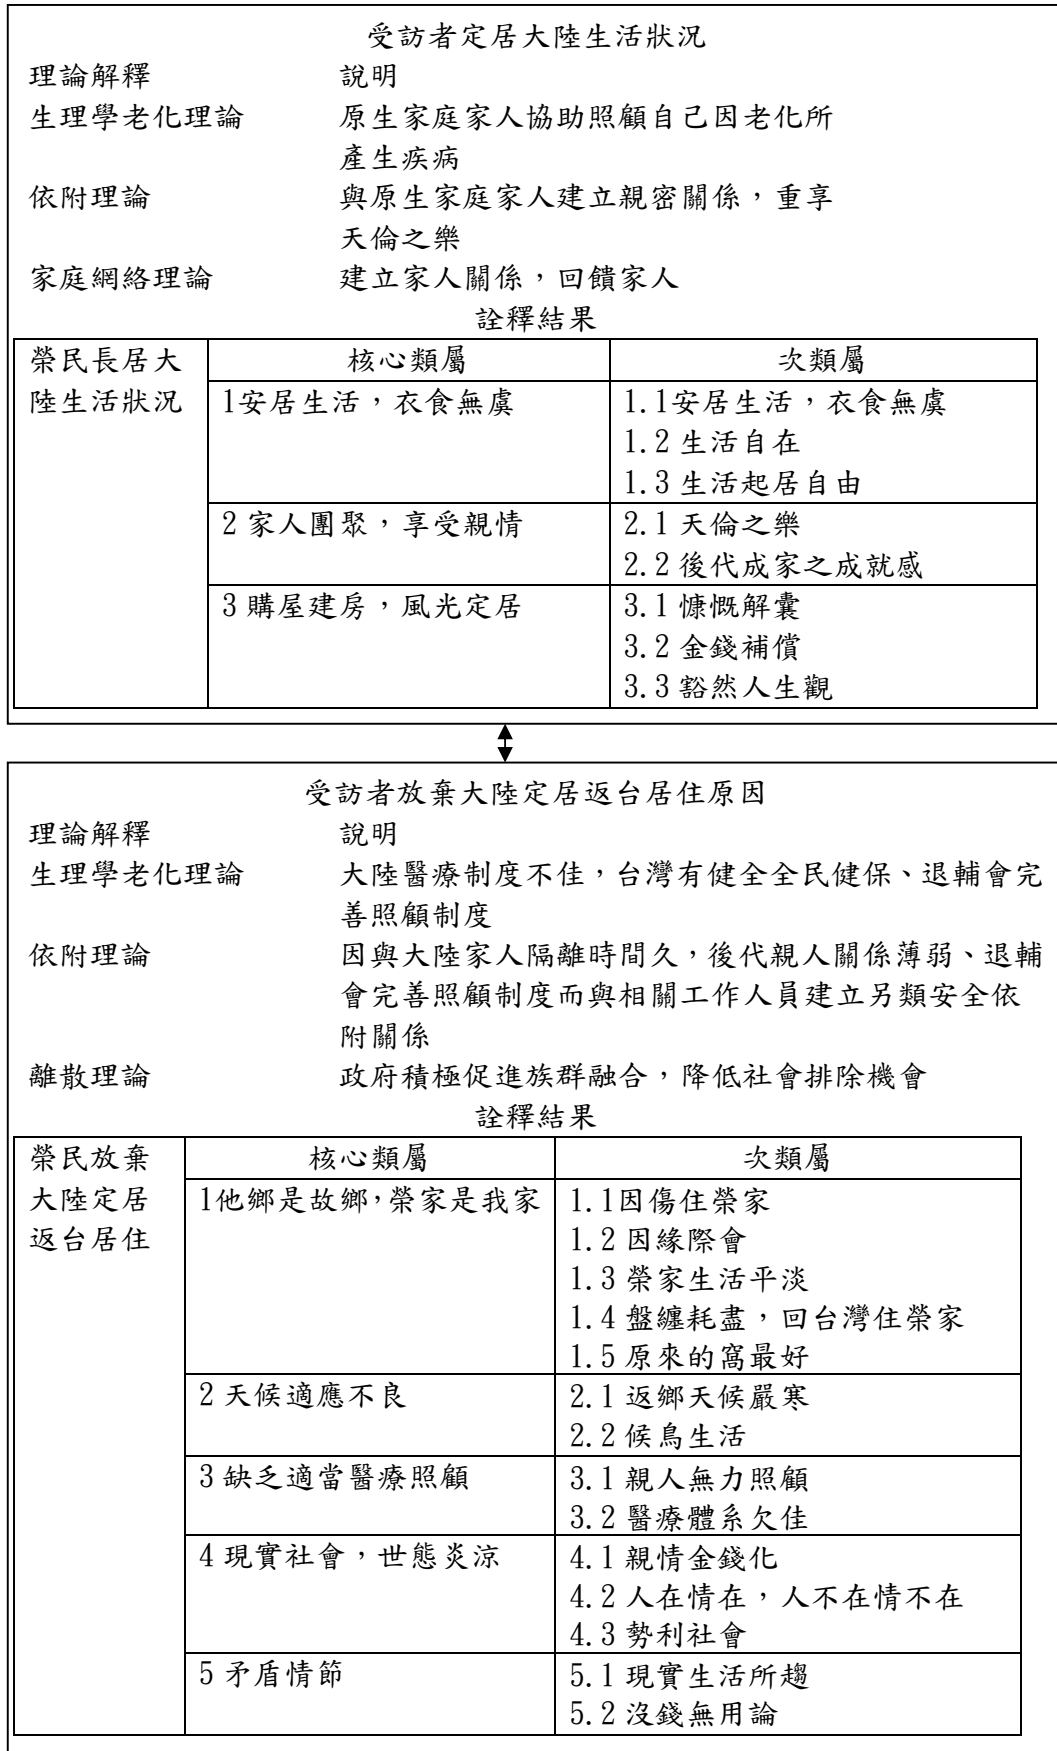 受訪者定居大陸生活狀況
理論解釋 說明
生理學老化理論 原生家庭家人協助照顧自己因老化所
產生疾病
依附理論 與原生家庭家人建立親密關係，重享
天倫之樂
家庭網絡理論 建立家人關係，回饋家人
詮釋結果
榮民長居大 核心類屬 次類屬
陸生活狀況 1安居生活，衣食無虞 1.1安居生活，衣食無虞
1.2 生活自在
1.3 生活起居自由
2 家人團聚，享受親情 2.1 天倫之樂
2.2 後代成家之成就感
3 購屋建房，風光定居 3.1 慷慨解囊
3.2 金錢補償
3.3 豁然人生觀
受訪者放棄大陸定居返台居住原因
理論解釋 說明
生理學老化理論 大陸醫療制度不佳，台灣有健全全民健保、退輔會完
善照顧制度
依附理論 因與大陸家人隔離時間久，後代親人關係薄弱、退輔
會完善照顧制度而與相關工作人員建立另類安全依
附關係
離散理論 政府積極促進族群融合，降低社會排除機會
詮釋結果
榮民放棄 核心類屬 次類屬
大陸定居 1他鄉是故鄉，榮家是我家 1.1因傷住榮家
返台居住 1.2 因緣際會
1.3 榮家生活平淡
1.4 盤纏耗盡，回台灣住榮家
1.5 原來的窩最好
2 天候適應不良 2.1 返鄉天候嚴寒
2.2 候鳥生活
3 缺乏適當醫療照顧 3.1 親人無力照顧
3.2 醫療體系欠佳
4 現實社會，世態炎涼 4.1 親情金錢化
4.2 人在情在，人不在情不在
4.3 勢利社會
5 矛盾情節 5.1 現實生活所趨
5.2 沒錢無用論